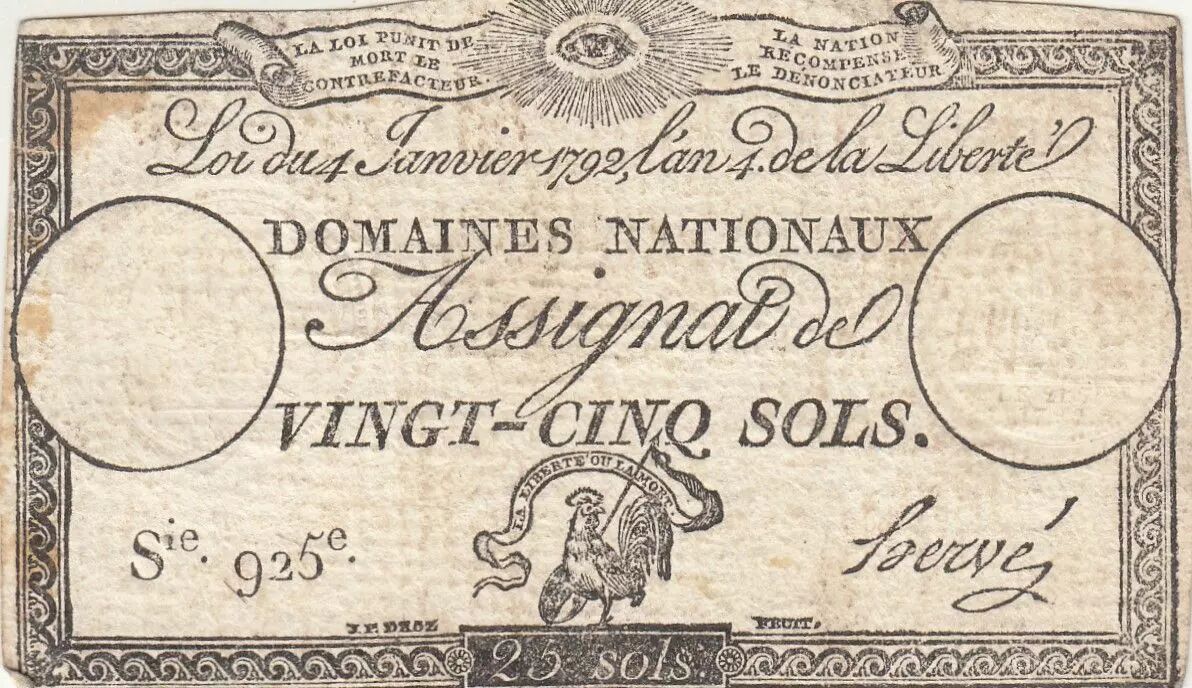 LA LOI PUNIT DE
MORT LE
CONTREFACTEUR.
LA NATION
RECOMPENSE
LE DENONCIATEUR
Loi du 4 Janvier 1792, l'an 4. de la Liberté
DOMAINES NATIONAUX
Assignat de
VINGT-CINQ SOLS.
LA LIBERTÉ OU LA MORT
Sie. 925e.
Hervé
FECIT.
25 sols.